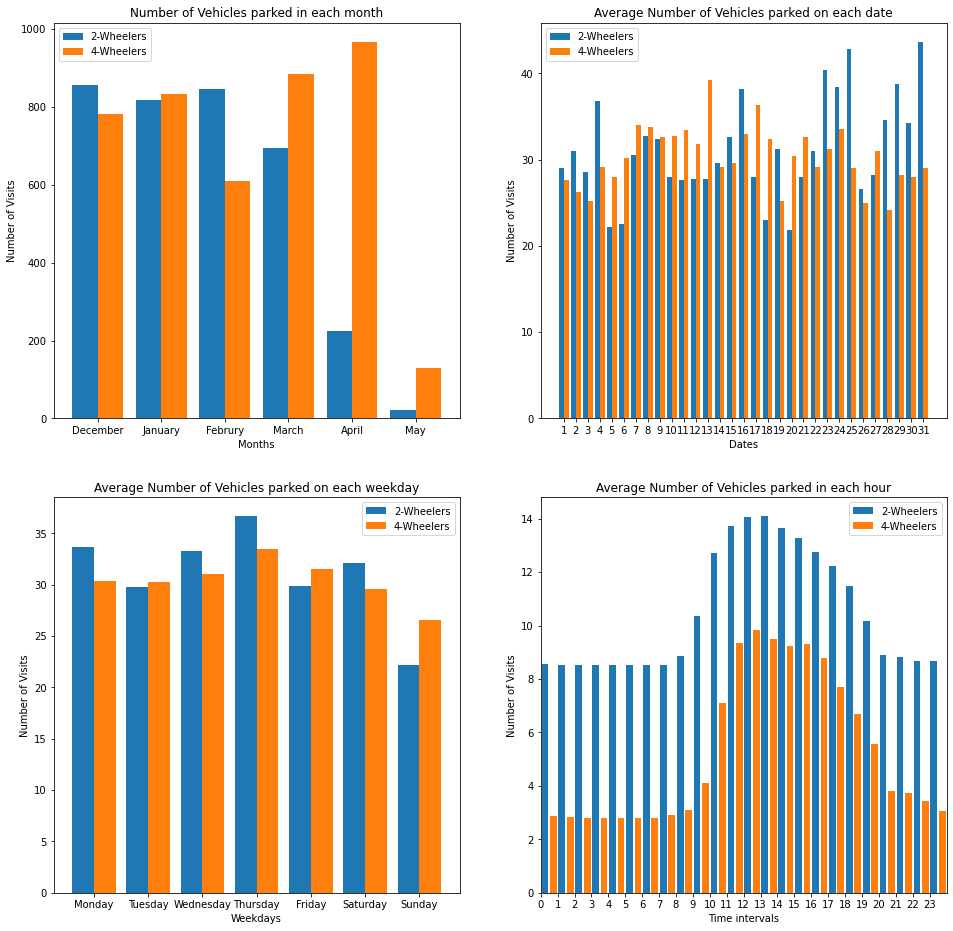 Number of Vehicles parked in each month
2-Wheelers
4-Wheelers
Number of Visits
1000
800
600
400
200
0
December January Februry March April May
Months
Average Number of Vehicles parked on each date
2-Wheelers
4-Wheelers
Number of Visits
40
30
20
10
0
1 2 3 4 5 6 7 8 9 10 11 12 13 14 15 16 17 18 19 20 21 22 23 24 25 26 27 28 29 30 31
Dates
Average Number of Vehicles parked on each weekday
2-Wheelers
4-Wheelers
Number of Visits
35
30
25
20
15
10
5
0
Monday Tuesday Wednesday Thursday Friday Saturday Sunday
Weekdays
Average Number of Vehicles parked in each hour
2-Wheelers
4-Wheelers
Number of Visits
14
12
10
8
6
4
2
0
0 1 2 3 4 5 6 7 8 9 10 11 12 13 14 15 16 17 18 19 20 21 22 23
Time intervals